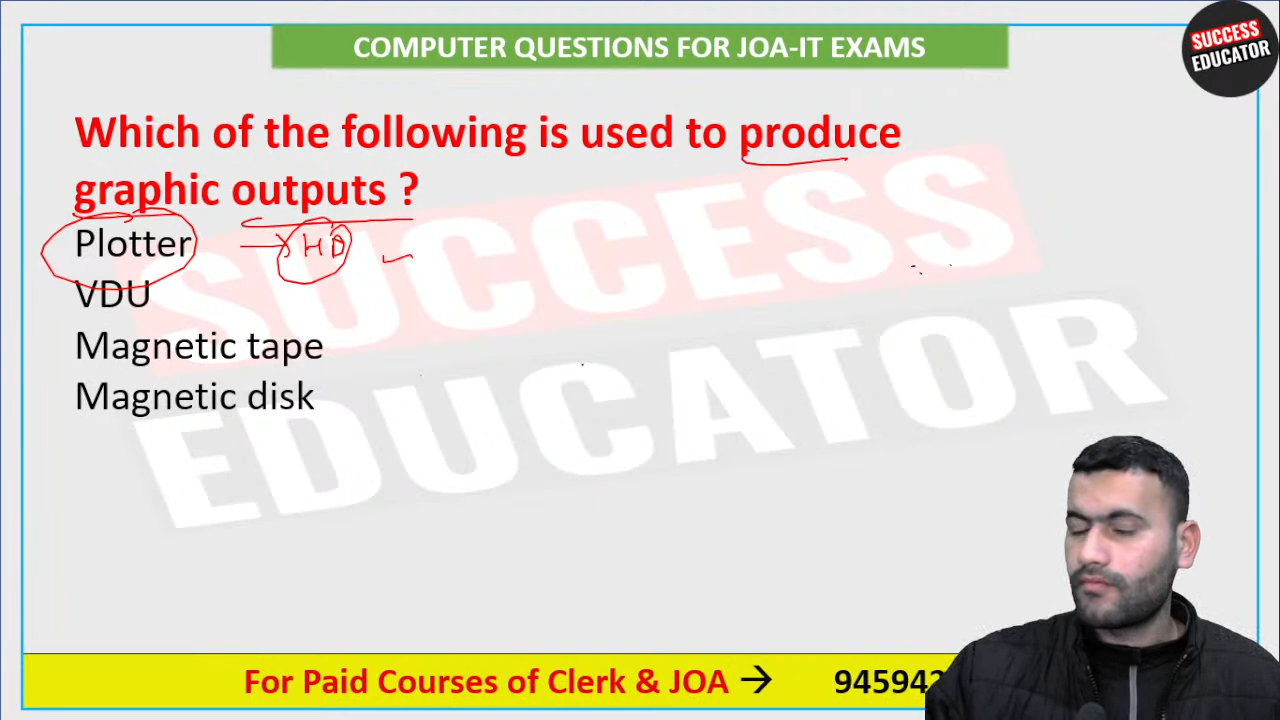 COMPUTER QUESTIONS FOR JOA-IT EXAMS
SUCCESS
EDUCATOR
Which of the following is used to produce
graphic outputs ?
Plotter
HD
VDU
Magnetic tape
Magnetic disk
SUCCESS
EDUCATOR
For Paid Courses of Clerk & JOA → 94594